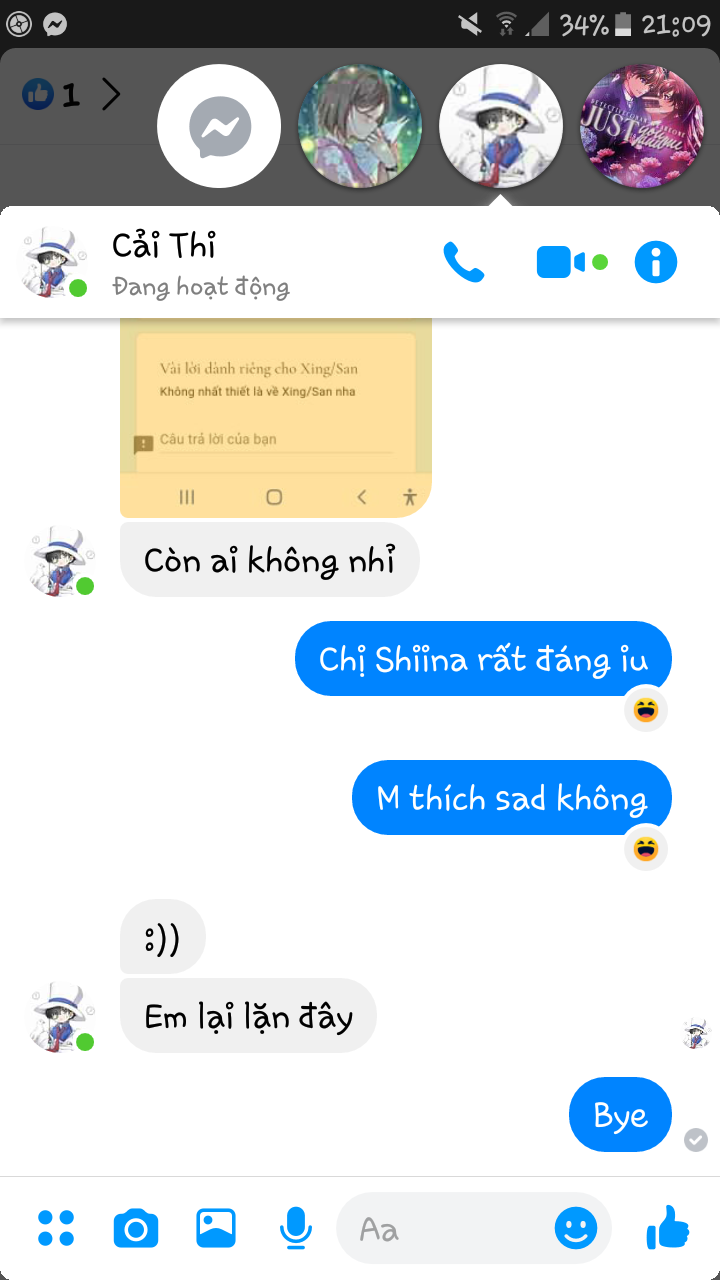 34% 21:09
1
JUST
Cải Thi
Đang hoạt động
Vài lời dành riêng cho Xing/San
Không nhất thiết là về Xing/San nha
Câu trả lời của bạn
Còn ai không nhỉ
Chị Shiina rất đáng iu
M thích sad không
:))
Em lại lặn đây
Bye
Aa